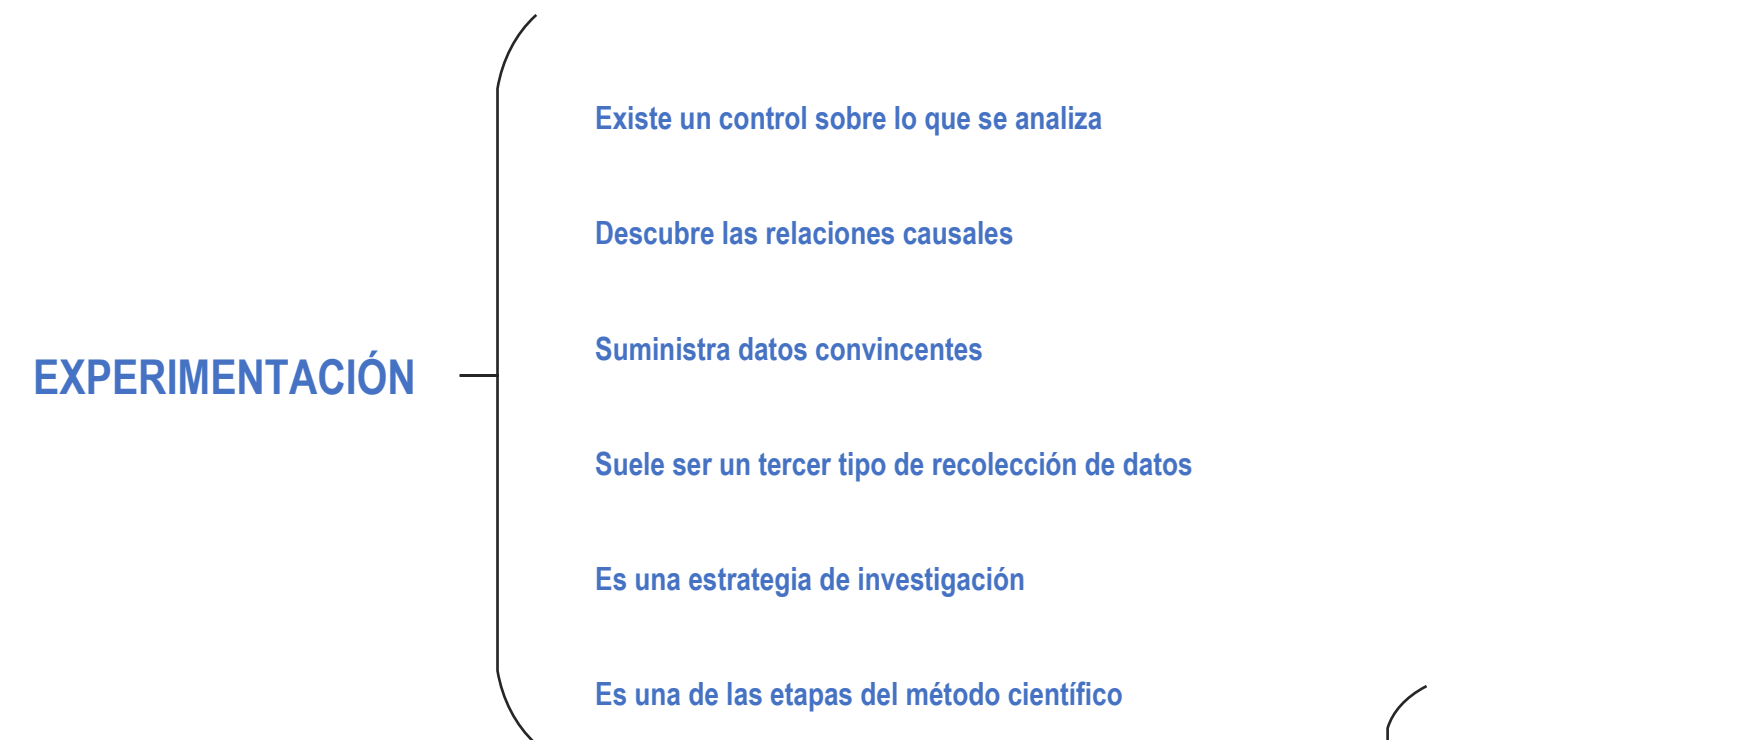 Existe un control sobre lo que se analiza
Descubre las relaciones causales
Suministra datos convincentes
EXPERIMENTACIÓN
Suele ser un tercer tipo de recolección de datos
Es una estrategia de investigación
Es una de las etapas del método científico